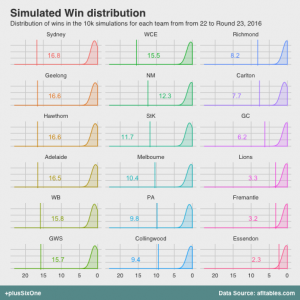 Simulated Win distribution
Distribution of wins in the 10k simulations for each team from from 22 to Round 23, 2016
Sydney WCE Richmond
16.8 15.5 8.2
Geelong NM Carlton
16.6 12.3 7.7
Hawthorn StK GC
16.6 11.7 6.2
Adelaide Melbourne Lions
16.5 10.4 3.3
WB PA Fremantle
15.8 9.8 3.2
GWS Collingwood Essendon
15.7 9.4 2.3
20 15 10 5 0 20 15 10 5 0 20 15 10 5 0
+plusSixOne Data Source: afltables.com